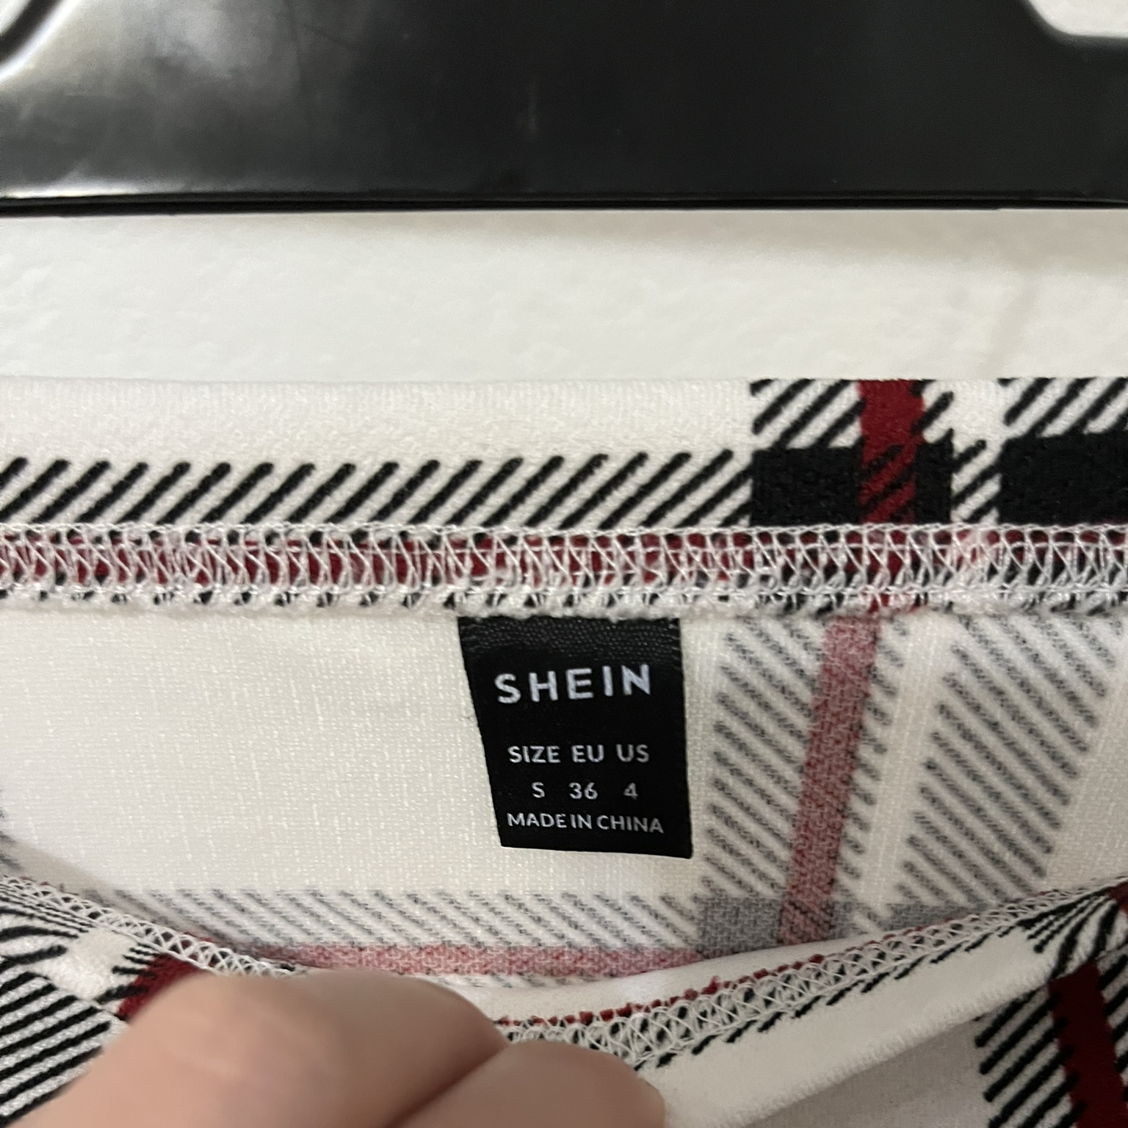 SHEIN
SIZE EU US
S 36 4
MADE IN CHINA